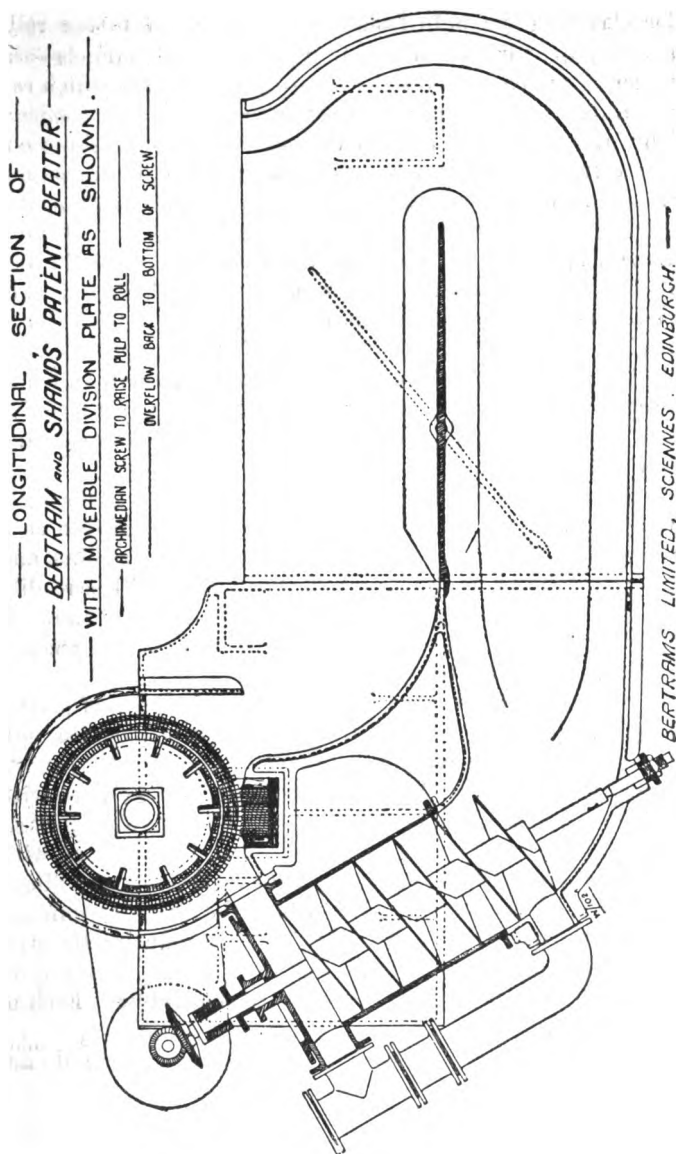 LONGITUDINAL SECTION OF
BERTRAM AND SHANDS' PATENT BEATER
WITH MOVEABLE DIVISION PLATE AS SHOWN.
ARCHIMEDIAN SCREW TO RAISE PULP TO ROLL
OVERFLOW BACK TO BOTTOM OF SCREW
BERTRAMS LIMITED, SCIENNES. EDINBURGH.